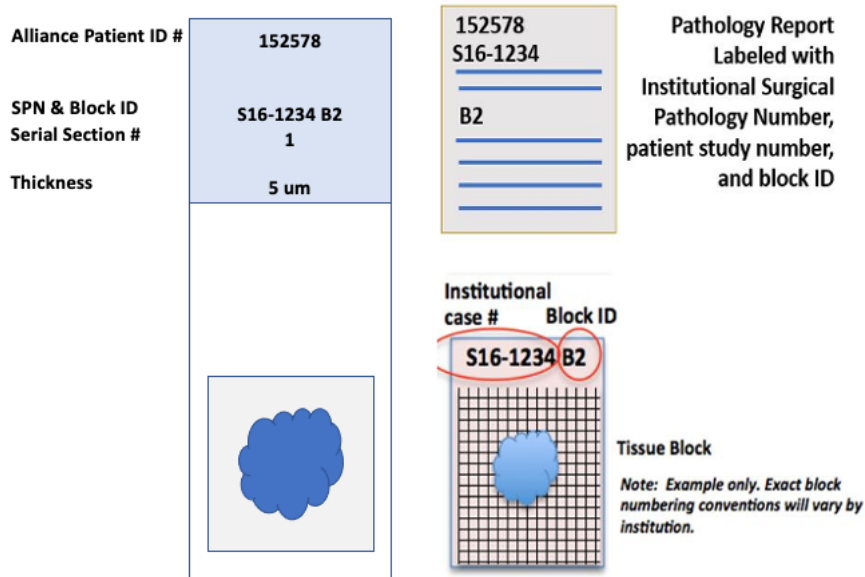 Alliance Patient ID #
152578
SPN & Block ID
S16-1234 B2
Serial Section #
1
Thickness
5 um
152578
S16-1234
B2
Pathology Report
Labeled with
Institutional Surgical
Pathology Number,
patient study number,
and block ID
Institutional
case #
Block ID
S16-1234 B2
Tissue Block
Note: Example only. Exact block
numbering conventions will vary by
institution.